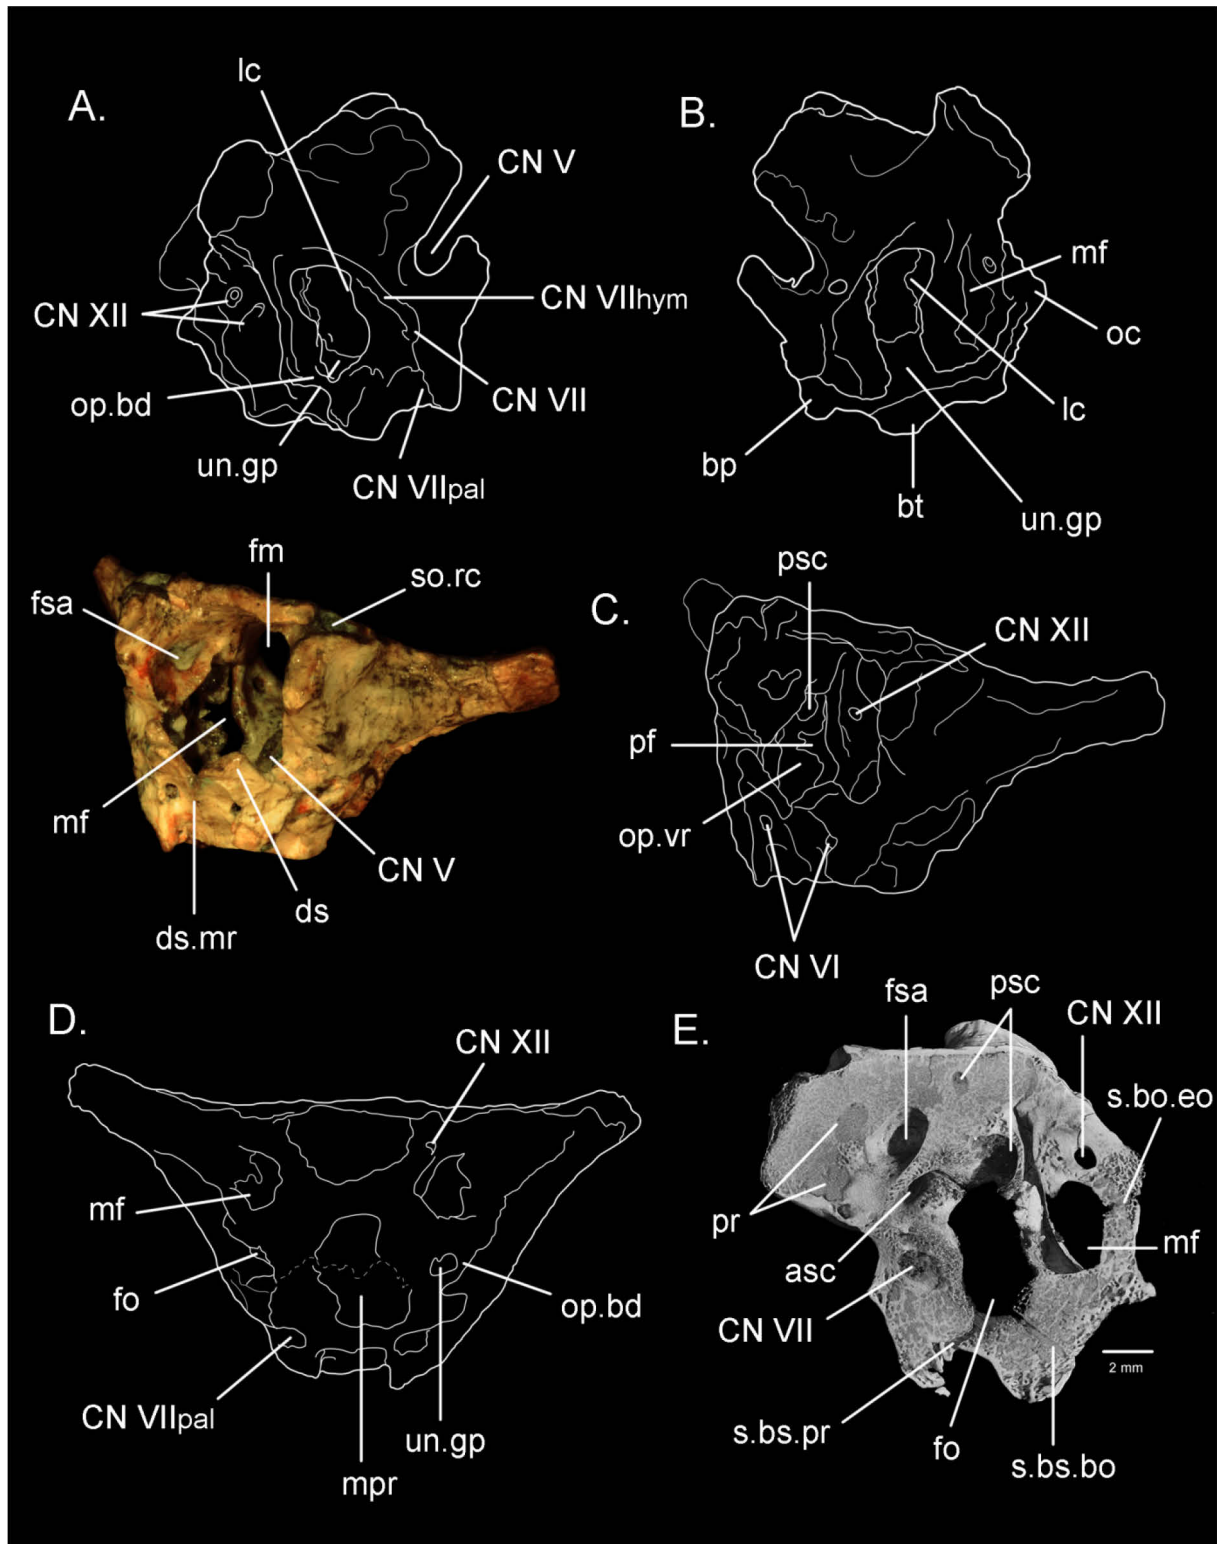 A.
lc
CN V
CN XII
CN VIIhym
op.bd
CN VII
un.gp
CN VIIpal
B.
mf
oc
lc
bp
bt
un.gp
fm
so.rc
fsa
mf
CN V
ds
ds.mr
C.
psc
CN XII
pf
op.vr
CN VI
D.
CN XII
mf
fo
op.bd
CN VIIpal
un.gp
mpr
E.
fsa
psc
CN XII
s.bo.eo
pr
asc
mf
CN VII
2 mm
s.bs.pr
fo
s.bs.bo